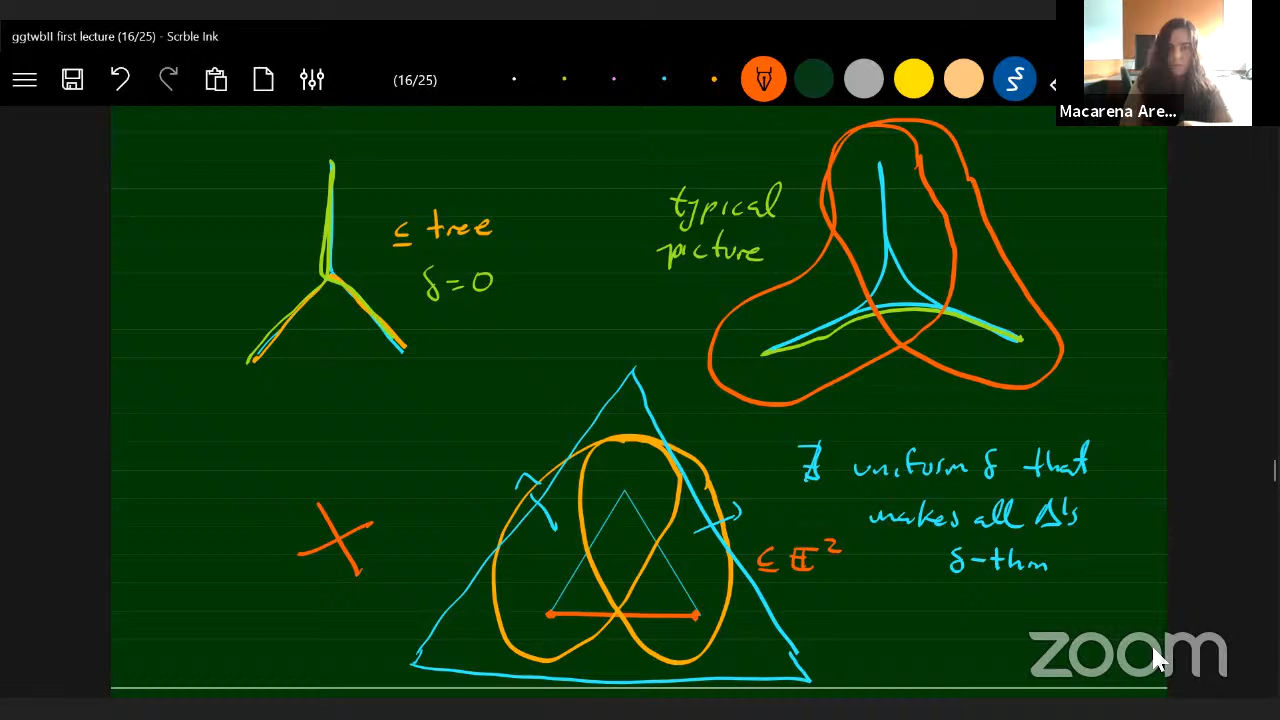 ggtwbII first lecture (16/25) - Scrble Ink
(16/25)
Macarena Are...
⊆ tree
δ = 0
typical
picture
∄ uniform δ that
makes all Δ's
δ-thin
⊆ 𝔼²
zoom